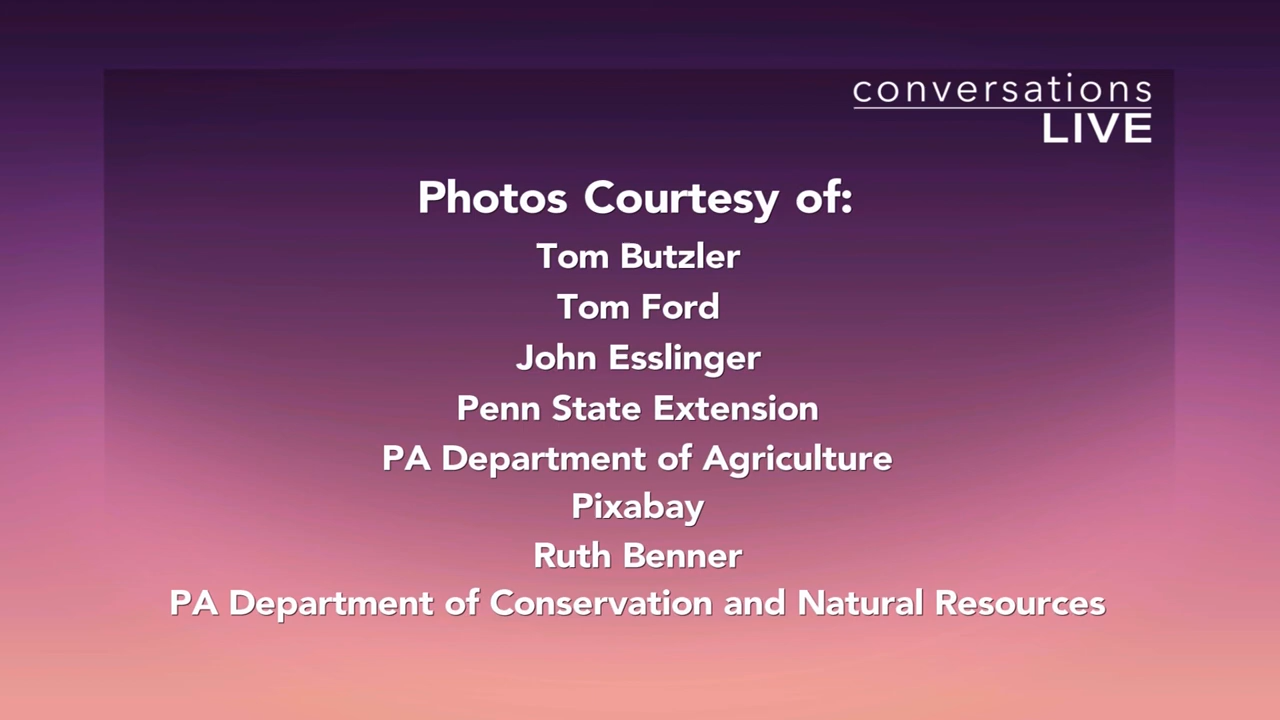 conversations
LIVE
Photos Courtesy of:
Tom Butzler
Tom Ford
John Esslinger
Penn State Extension
PA Department of Agriculture
Pixabay
Ruth Benner
PA Department of Conservation and Natural Resources